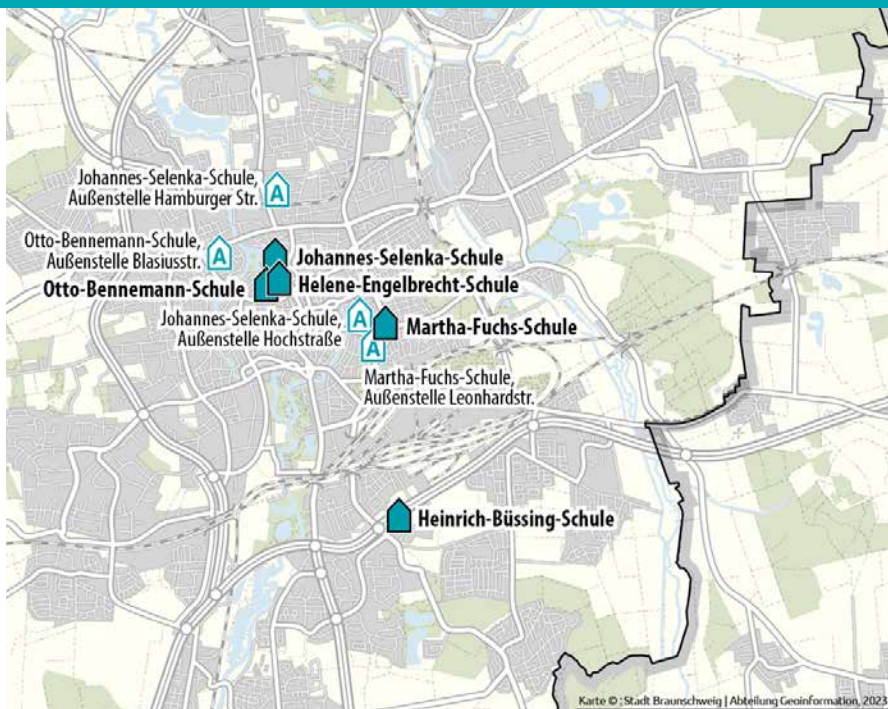 Johannes-Selenka-Schule,
Außenstelle Hamburger Str.
A
Otto-Bennemann-Schule,
Außenstelle Blasiusstr.
A
Johannes-Selenka-Schule
Otto-Bennemann-Schule
Helene-Engelbrecht-Schule
Johannes-Selenka-Schule,
Außenstelle Hochstraße
A
Martha-Fuchs-Schule
A
Martha-Fuchs-Schule,
Außenstelle Leonhardstr.
Heinrich-Büssing-Schule
Karte © : Stadt Braunschweig | Abteilung Geoinformation, 2023